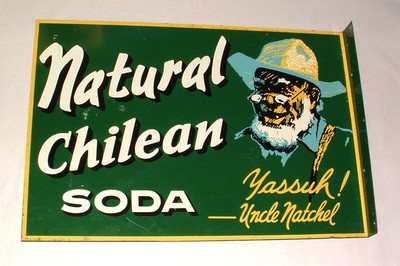 Natural
Chilean
SODA
Yassuh!
—Uncle Natchel